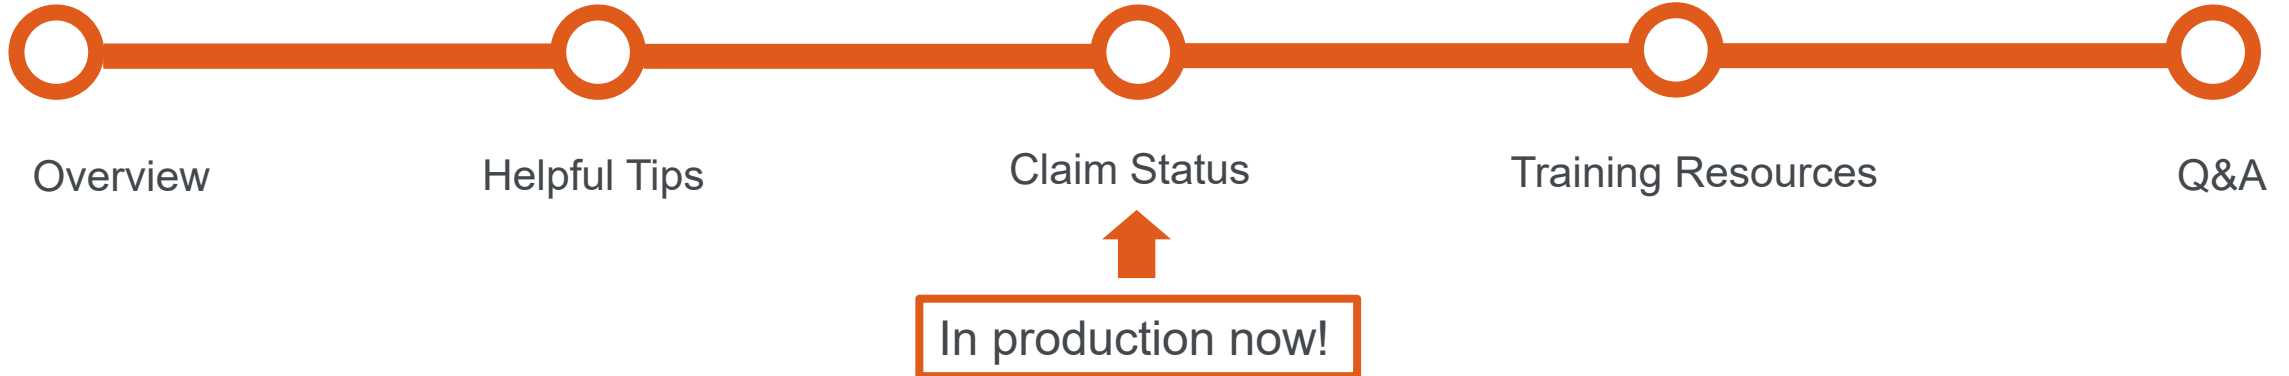 Overview
Helpful Tips
Claim Status
Training Resources
Q&A
In production now!